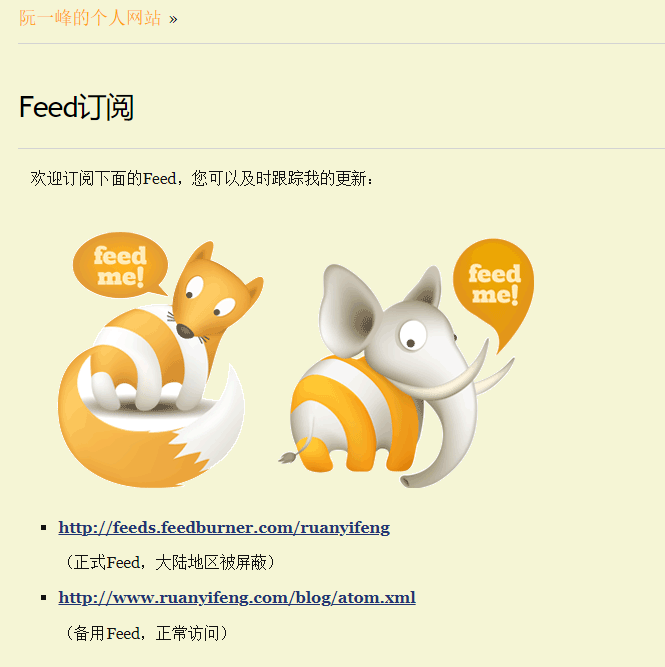 阮一峰的个人网站 »
Feed订阅
欢迎订阅下面的Feed，您可以及时跟踪我的更新：
feed
me!
feed
me!
http://feeds.feedburner.com/ruanyifeng
（正式Feed，大陆地区被屏蔽）
http://www.ruanyifeng.com/blog/atom.xml
（备用Feed，正常访问）